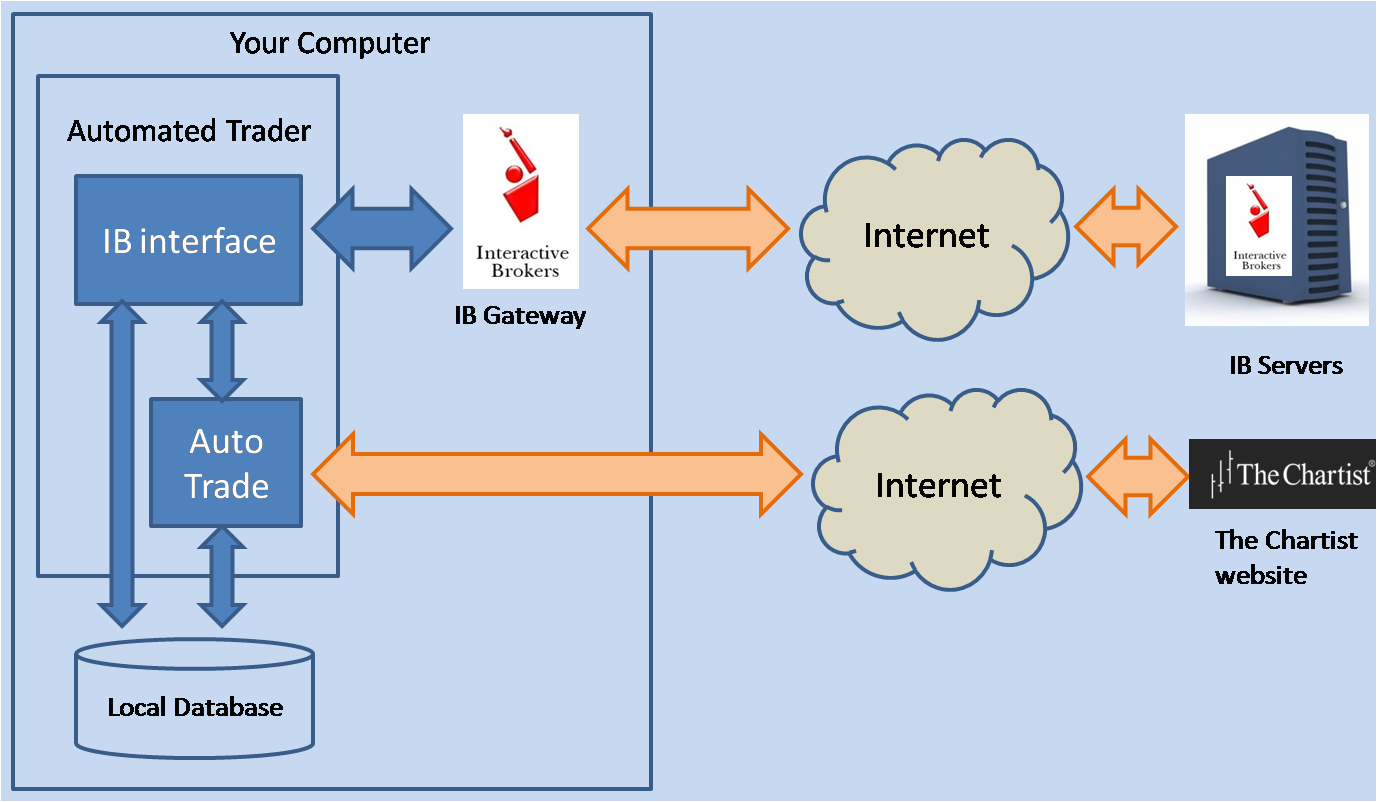 Your Computer
Automated Trader
IB interface
Interactive
Brokers
IB Gateway
Internet
Interactive
Brokers
IB Servers
Auto
Trade
Internet
The Chartist®
The Chartist
website
Local Database